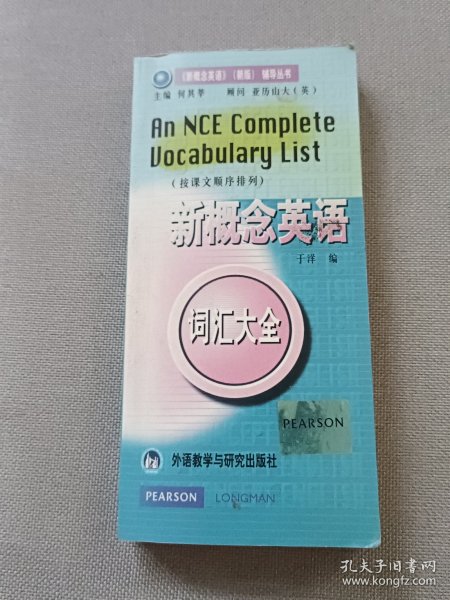 《新概念英语》(新版) 辅导丛书
主编 何其莘 顾问 亚历山大(英)
An NCE Complete
Vocabulary List
(按课文顺序排列)
新概念英语
于洋 编
词汇大全
PEARSON
外语教学与研究出版社
PEARSON LONGMAN
孔夫子旧书网
www.kongfz.com